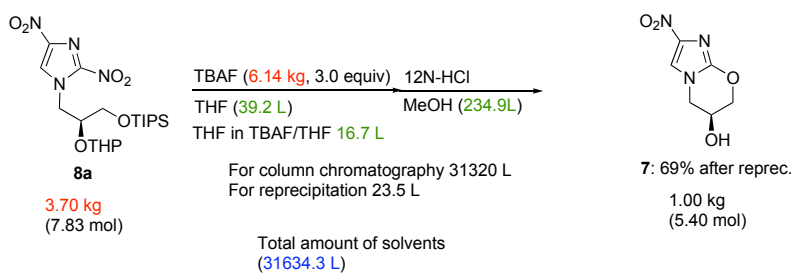 O₂N
N
NO₂
N
OTIPS
OTHP
8a
3.70 kg
(7.83 mol)
TBAF (6.14 kg, 3.0 equiv) 12N-HCl
THF (39.2 L) MeOH (234.9L)
THF in TBAF/THF 16.7 L
For column chromatography 31320 L
For reprecipitation 23.5 L
Total amount of solvents
(31634.3 L)
O₂N
N
N
O
OH
7: 69% after reprec.
1.00 kg
(5.40 mol)